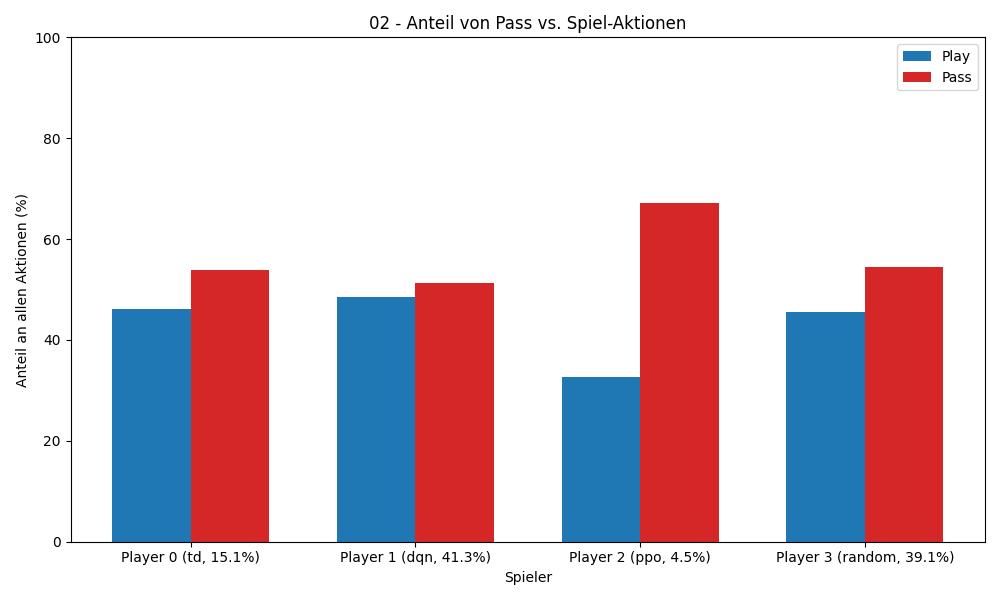 02 - Anteil von Pass vs. Spiel-Aktionen
Play
Pass
Anteil an allen Aktionen (%)
100
80
60
40
20
0
Player 0 (td, 15.1%)
Player 1 (dqn, 41.3%)
Player 2 (ppo, 4.5%)
Player 3 (random, 39.1%)
Spieler